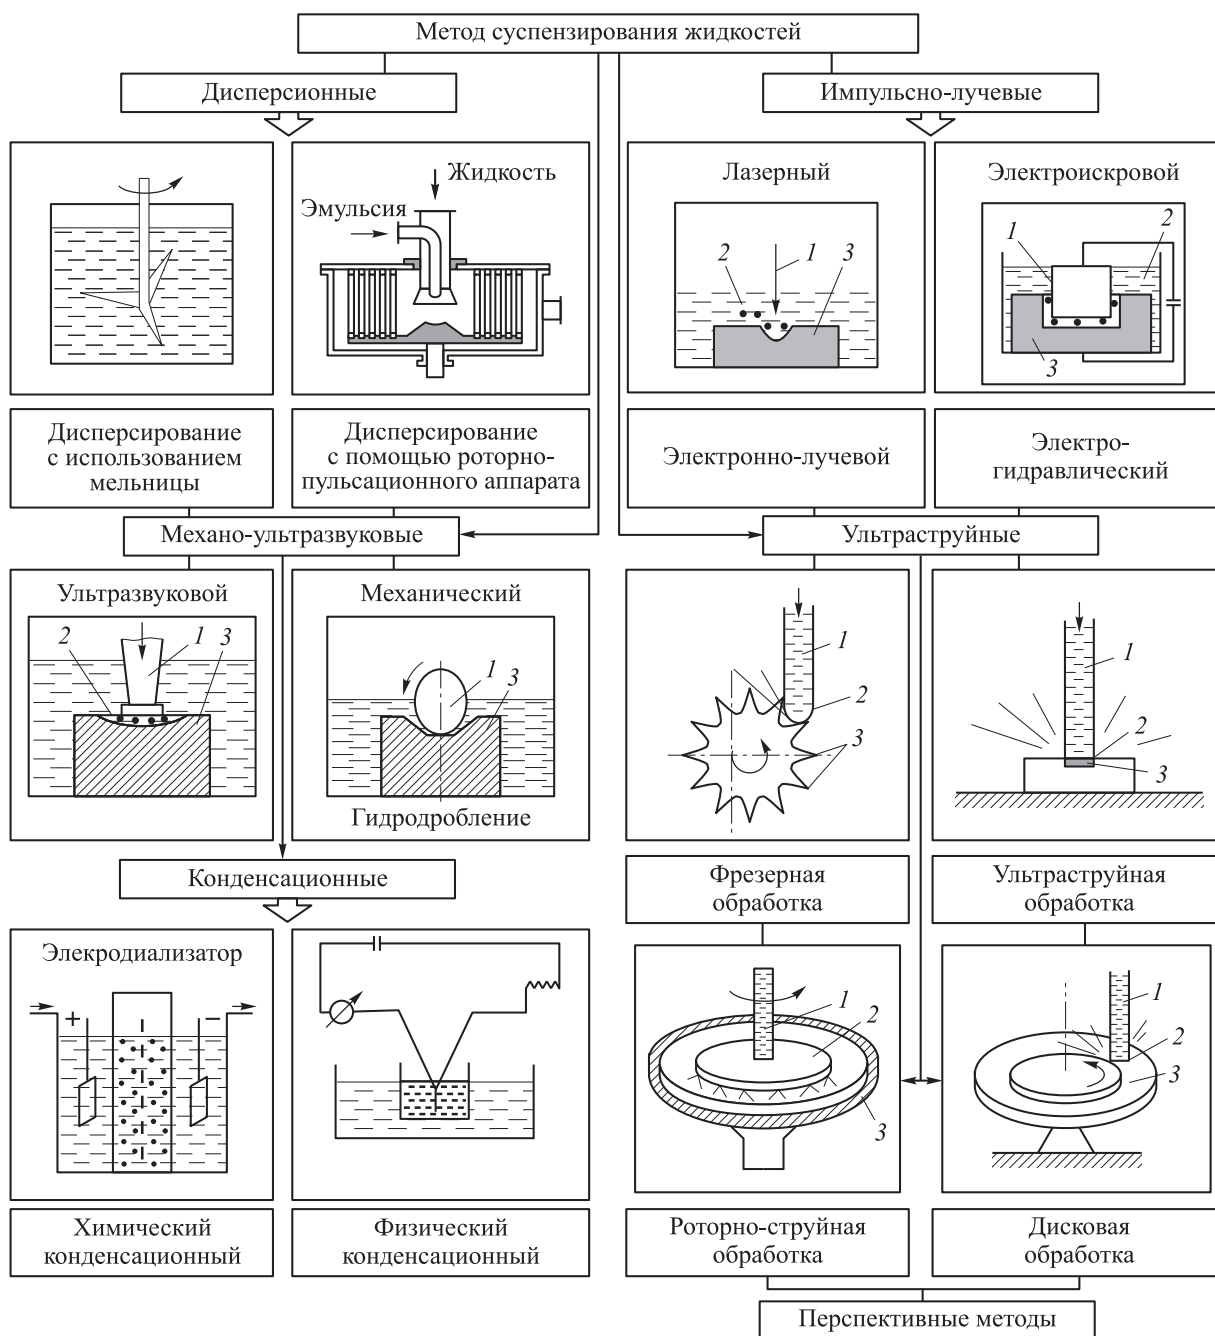 Метод суспензирования жидкостей
Дисперсионные
Импульсно-лучевые
Жидкость
Эмульсия
Лазерный
1
2
3
Электроискровой
1
2
3
Дисперсирование
с использованием
мельницы
Дисперсирование
с помощью роторно-
пульсационного аппарата
Электронно-лучевой
Электро-
гидравлический
Механо-ультразвуковые
Ультраструйные
Ультразвуковой
2
1
3
Механический
1
3
Гидродробление
1
2
3
1
2
3
Фрезерная
обработка
Ультраструйная
обработка
Конденсационные
Элекродиализатор
+
−
1
2
3
1
2
3
Химический
конденсационный
Физический
конденсационный
Роторно-струйная
обработка
Дисковая
обработка
Перспективные методы